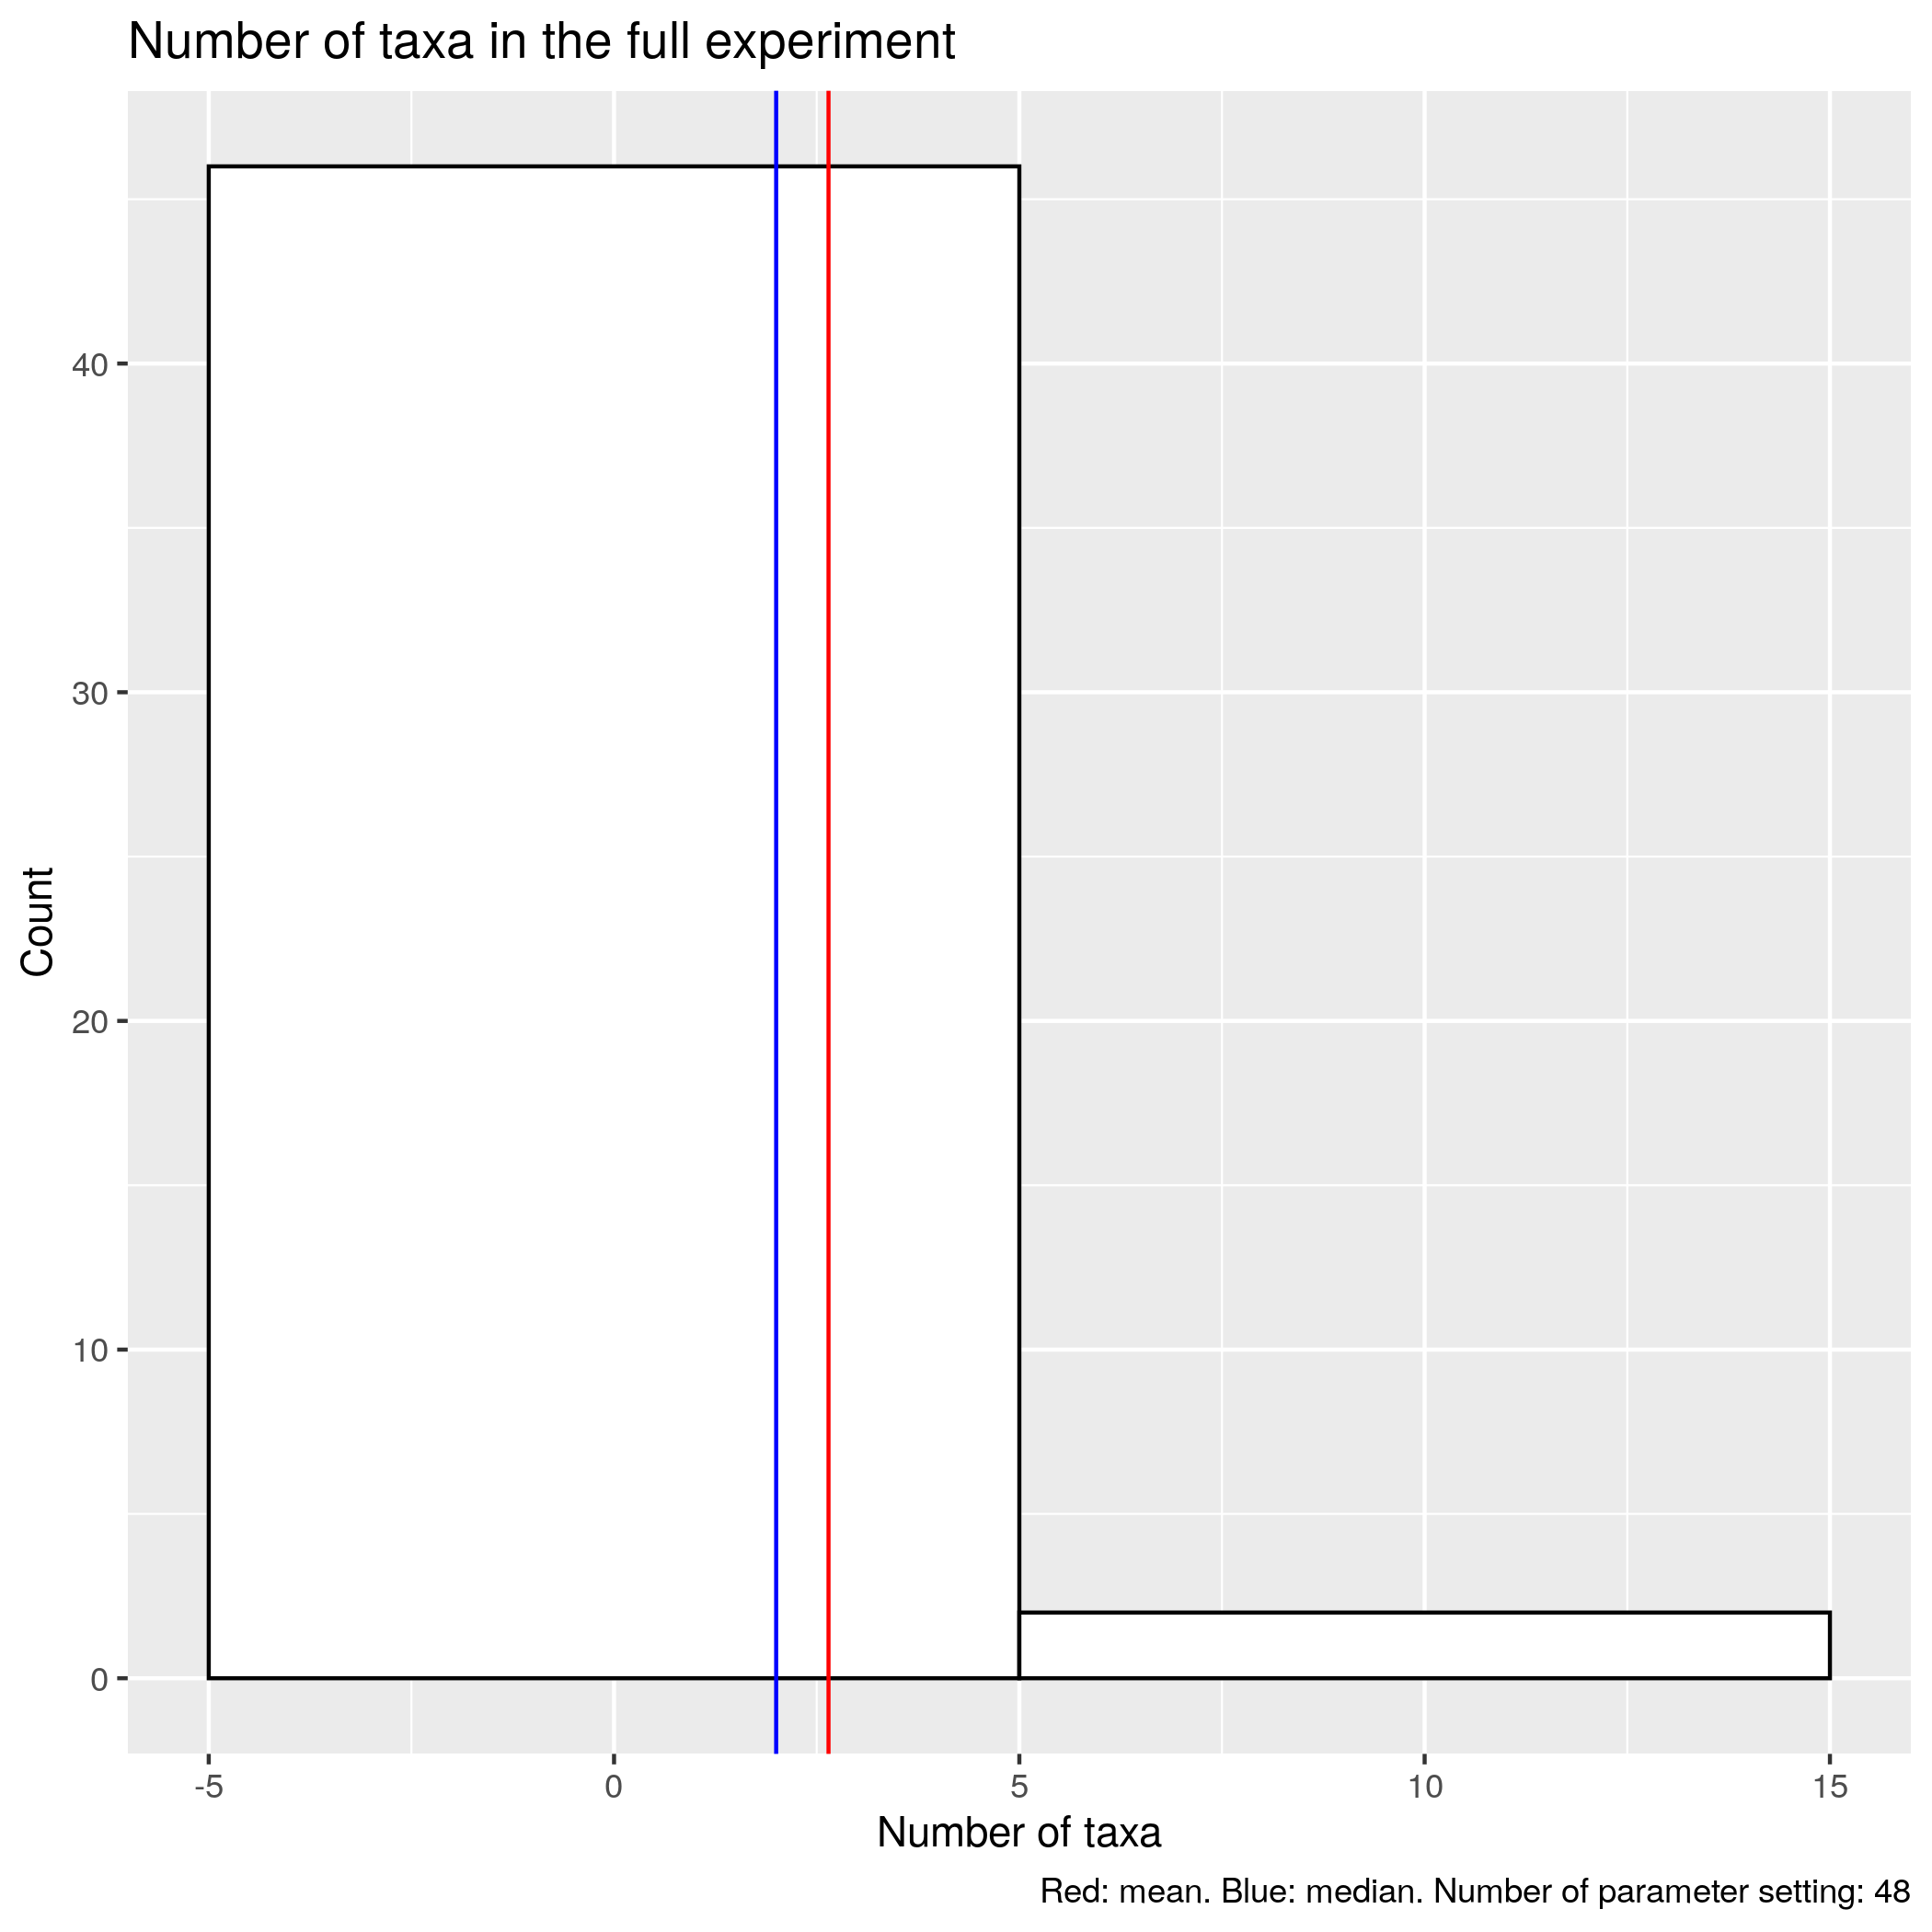 Number of taxa in the full experiment
Count
40
30
20
10
0
-5 0 5 10 15
Number of taxa
Red: mean. Blue: median. Number of parameter setting: 48